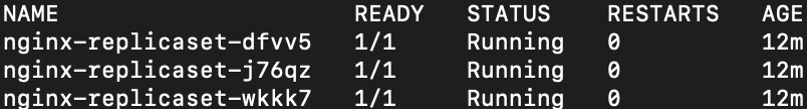 NAME READY STATUS RESTARTS AGE
nginx-replicaset-dfvv5 1/1 Running 0 12m
nginx-replicaset-j76qz 1/1 Running 0 12m
nginx-replicaset-wkkk7 1/1 Running 0 12m